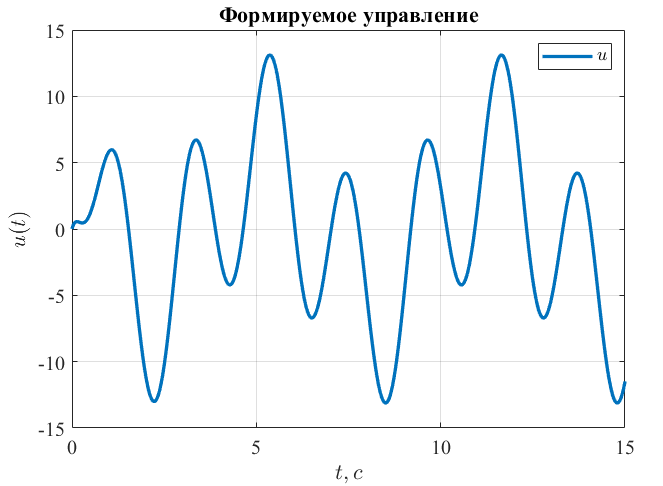 Формируемое управление
u
u(t)
15
10
5
0
-5
-10
-15
0 5 10 15
t, c